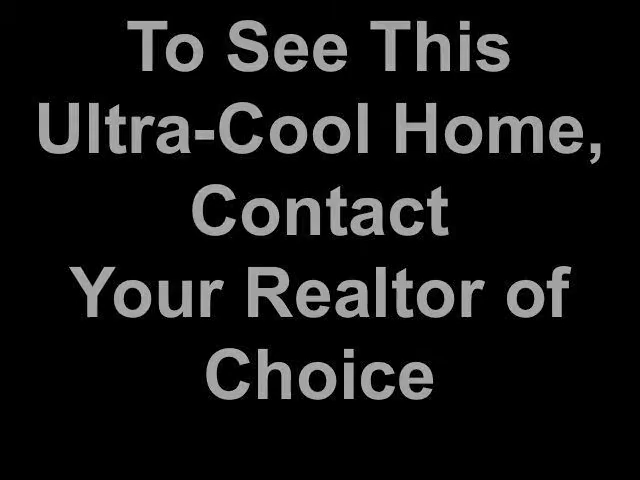 To See This
Ultra-Cool Home,
Contact
Your Realtor of
Choice